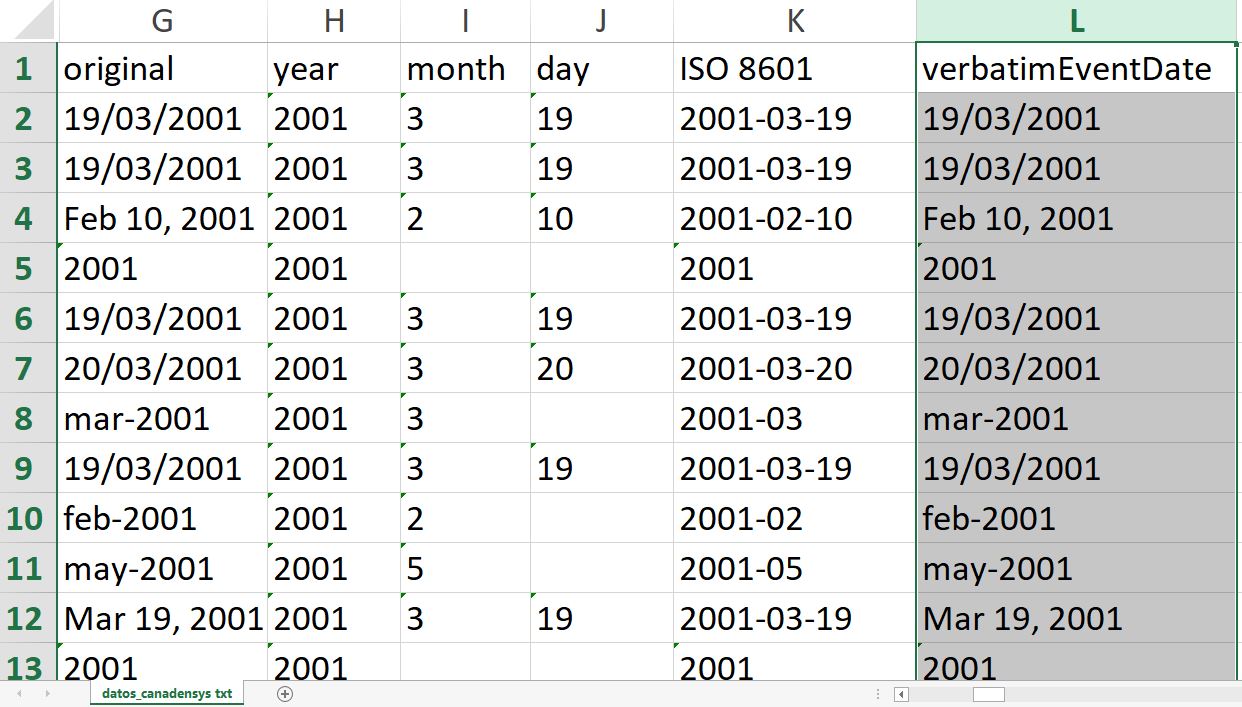 G H I J K L
1 original year month day ISO 8601 verbatimEventDate
2 19/03/2001 2001 3 19 2001-03-19 19/03/2001
3 19/03/2001 2001 3 19 2001-03-19 19/03/2001
4 Feb 10, 2001 2001 2 10 2001-02-10 Feb 10, 2001
5 2001 2001 2001 2001
6 19/03/2001 2001 3 19 2001-03-19 19/03/2001
7 20/03/2001 2001 3 20 2001-03-20 20/03/2001
8 mar-2001 2001 3 2001-03 mar-2001
9 19/03/2001 2001 3 19 2001-03-19 19/03/2001
10 feb-2001 2001 2 2001-02 feb-2001
11 may-2001 2001 5 2001-05 may-2001
12 Mar 19, 2001 2001 3 19 2001-03-19 Mar 19, 2001
13 2001 2001 2001 2001
datos_canadensys txt